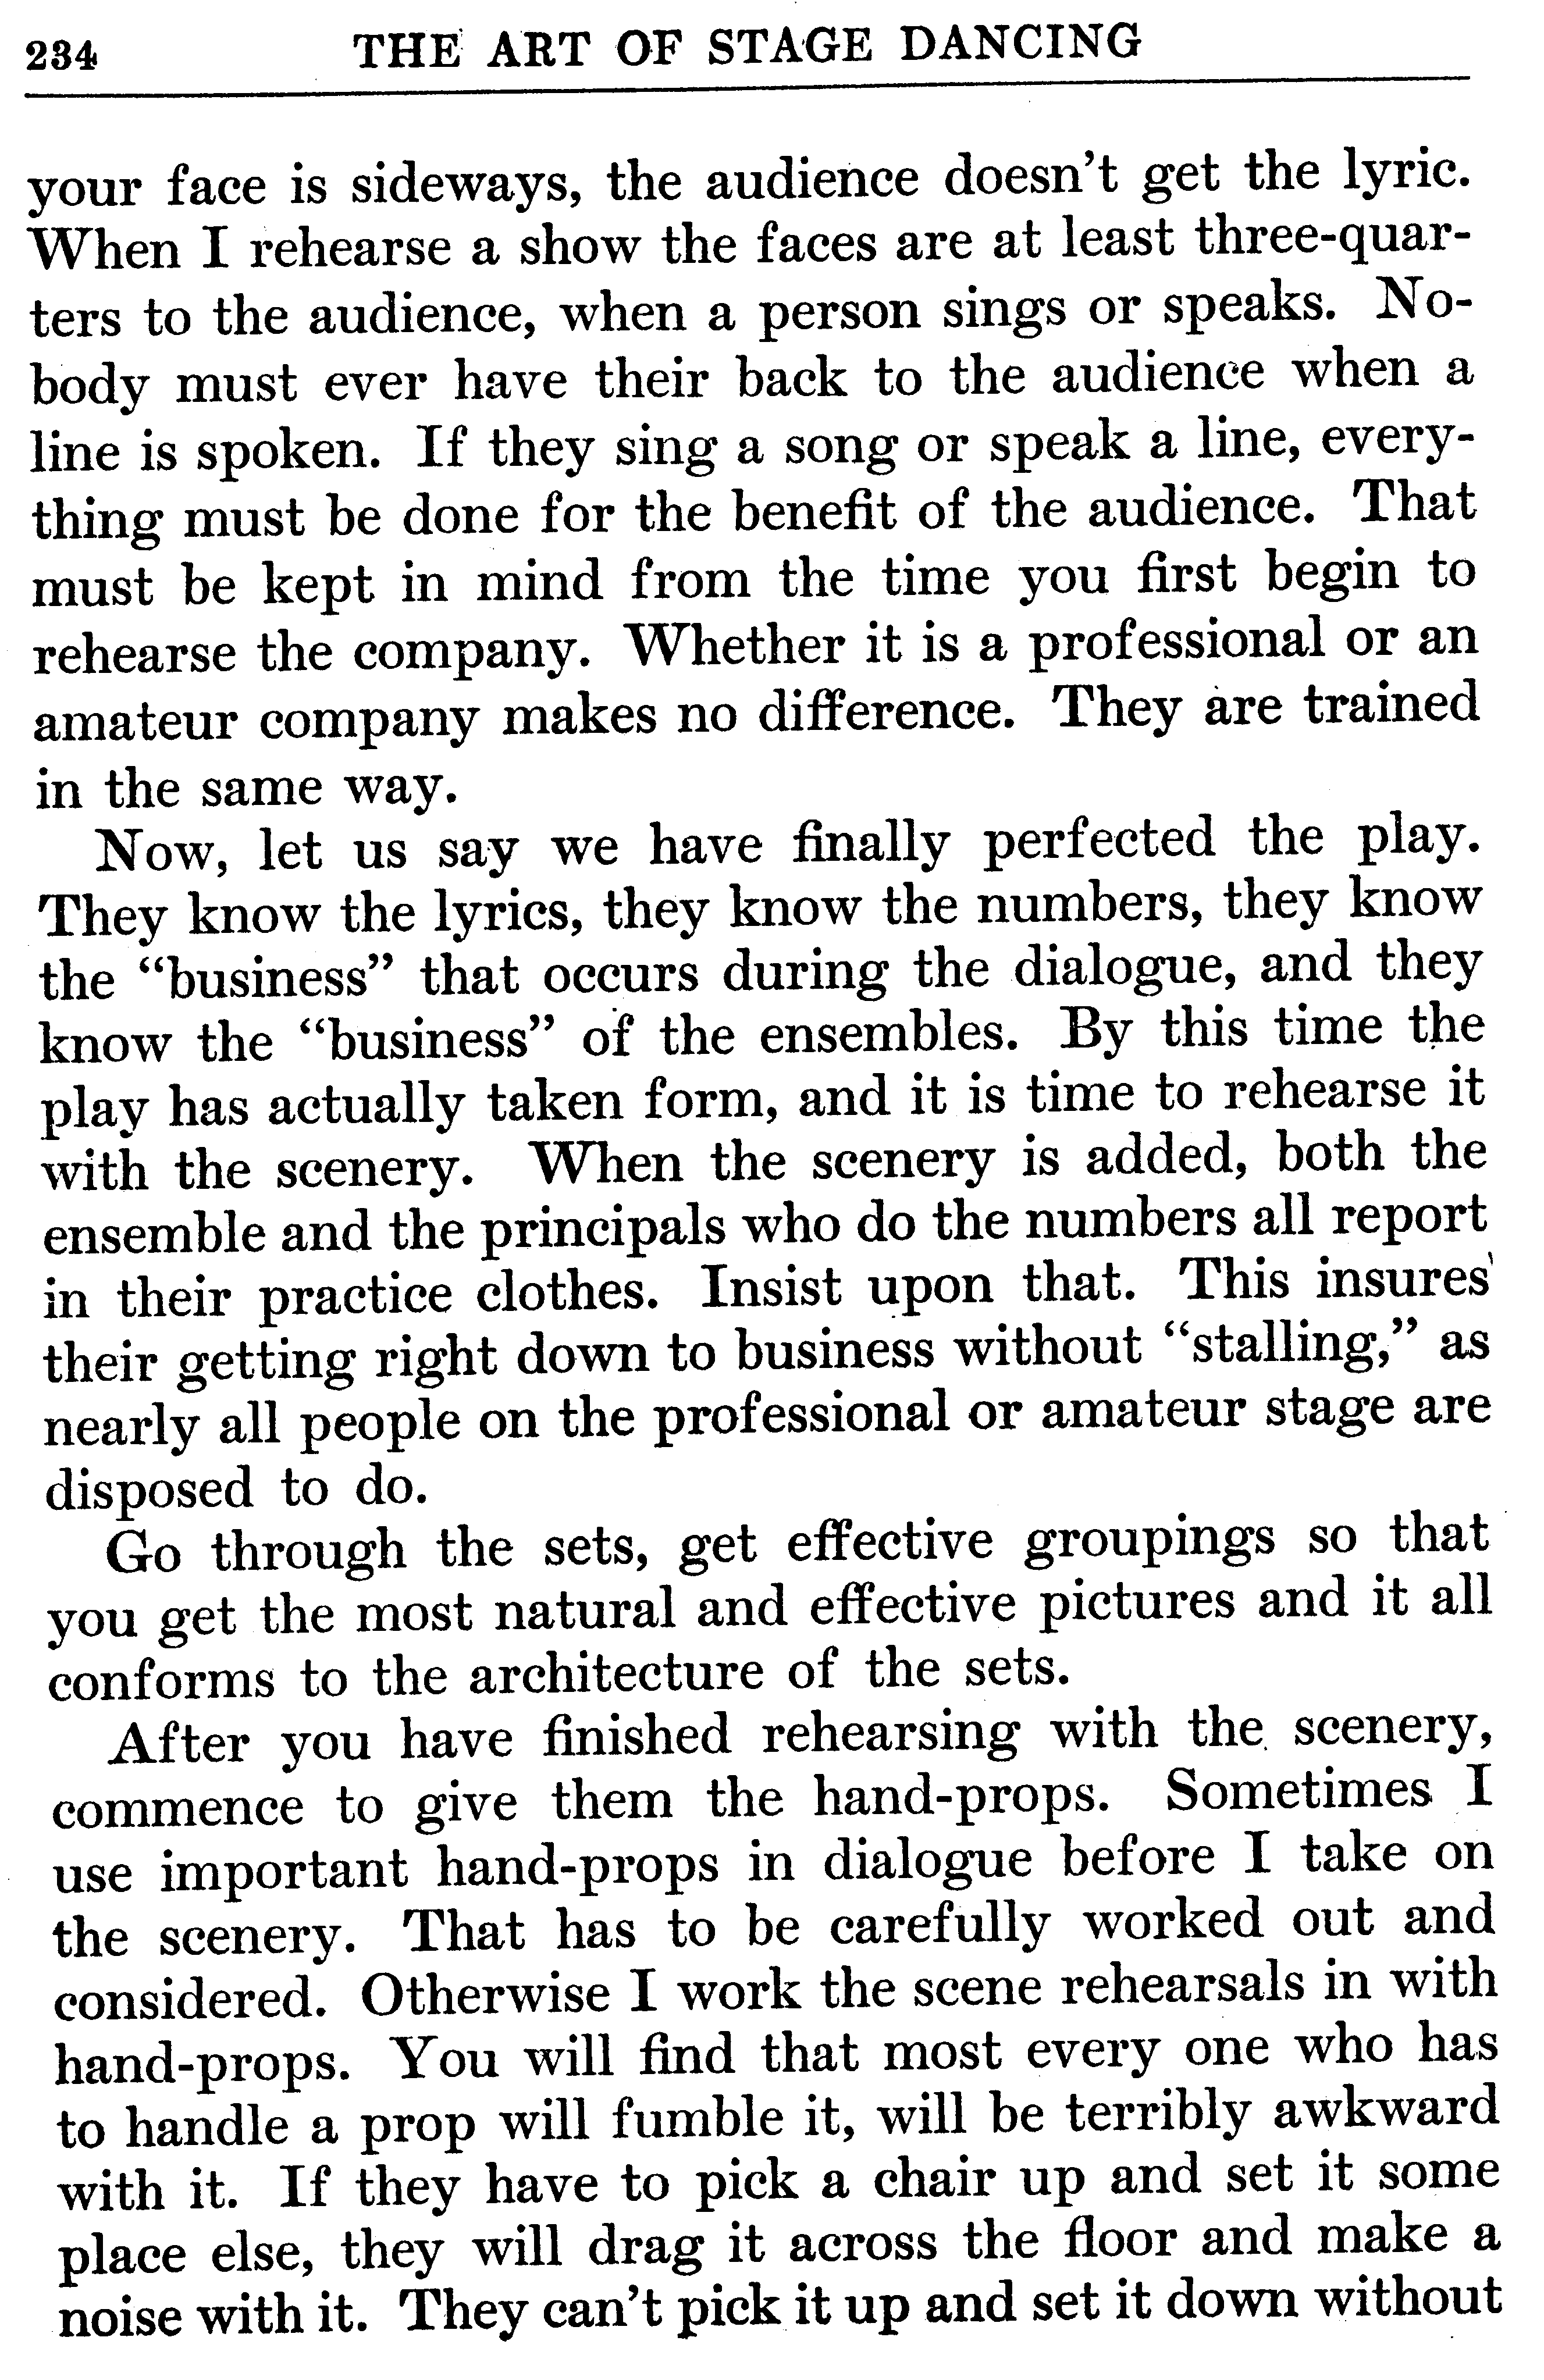 234 THE ART OF STAGE DANCING
your face is sideways, the audience doesn't get the lyric.
When I rehearse a show the faces are at least three-quar-
ters to the audience, when a person sings or speaks. No-
body must ever have their back to the audience when a
line is spoken. If they sing a song or speak a line, every-
thing must be done for the benefit of the audience. That
must be kept in mind from the time you first begin to
rehearse the company. Whether it is a professional or an
amateur company makes no difference. They are trained
in the same way.
Now, let us say we have finally perfected the play.
They know the lyrics, they know the numbers, they know
the “business” that occurs during the dialogue, and they
know the “business” of the ensembles. By this time the
play has actually taken form, and it is time to rehearse it
with the scenery. When the scenery is added, both the
ensemble and the principals who do the numbers all report
in their practice clothes. Insist upon that. This insures
their getting right down to business without “stalling,” as
nearly all people on the professional or amateur stage are
disposed to do.
Go through the sets, get effective groupings so that
you get the most natural and effective pictures and it all
conforms to the architecture of the sets.
After you have finished rehearsing with the scenery,
commence to give them the hand-props. Sometimes I
use important hand-props in dialogue before I take on
the scenery. That has to be carefully worked out and
considered. Otherwise I work the scene rehearsals in with
hand-props. You will find that most every one who has
to handle a prop will fumble it, will be terribly awkward
with it. If they have to pick a chair up and set it some
place else, they will drag it across the floor and make a
noise with it. They can't pick it up and set it down without